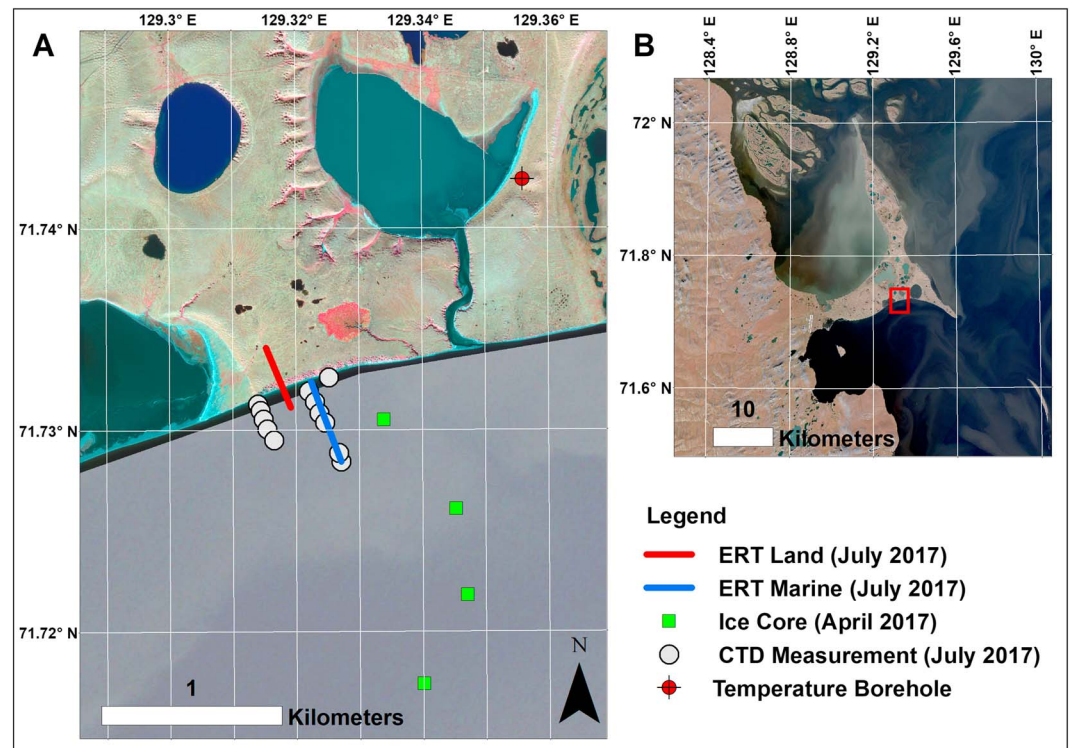 A
129.3° E
129.32° E
129.34° E
129.36° E
71.74° N
71.73° N
71.72° N
1
Kilometers
N
B
128.4° E
128.8° E
129.2° E
129.6° E
130° E
72° N
71.8° N
71.6° N
10
Kilometers
Legend
ERT Land (July 2017)
ERT Marine (July 2017)
Ice Core (April 2017)
CTD Measurement (July 2017)
Temperature Borehole